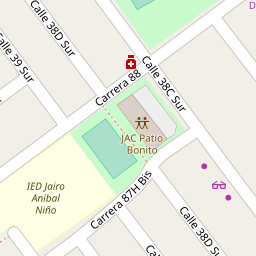 Calle 38D Sur
D
Calle 39 Sur
Carrera 88
Calle 38C Sur
JAC Patio
Bonito
IED Jairo
Anibal
Niño
Carrera 87H Bis
Calle 38D Sur